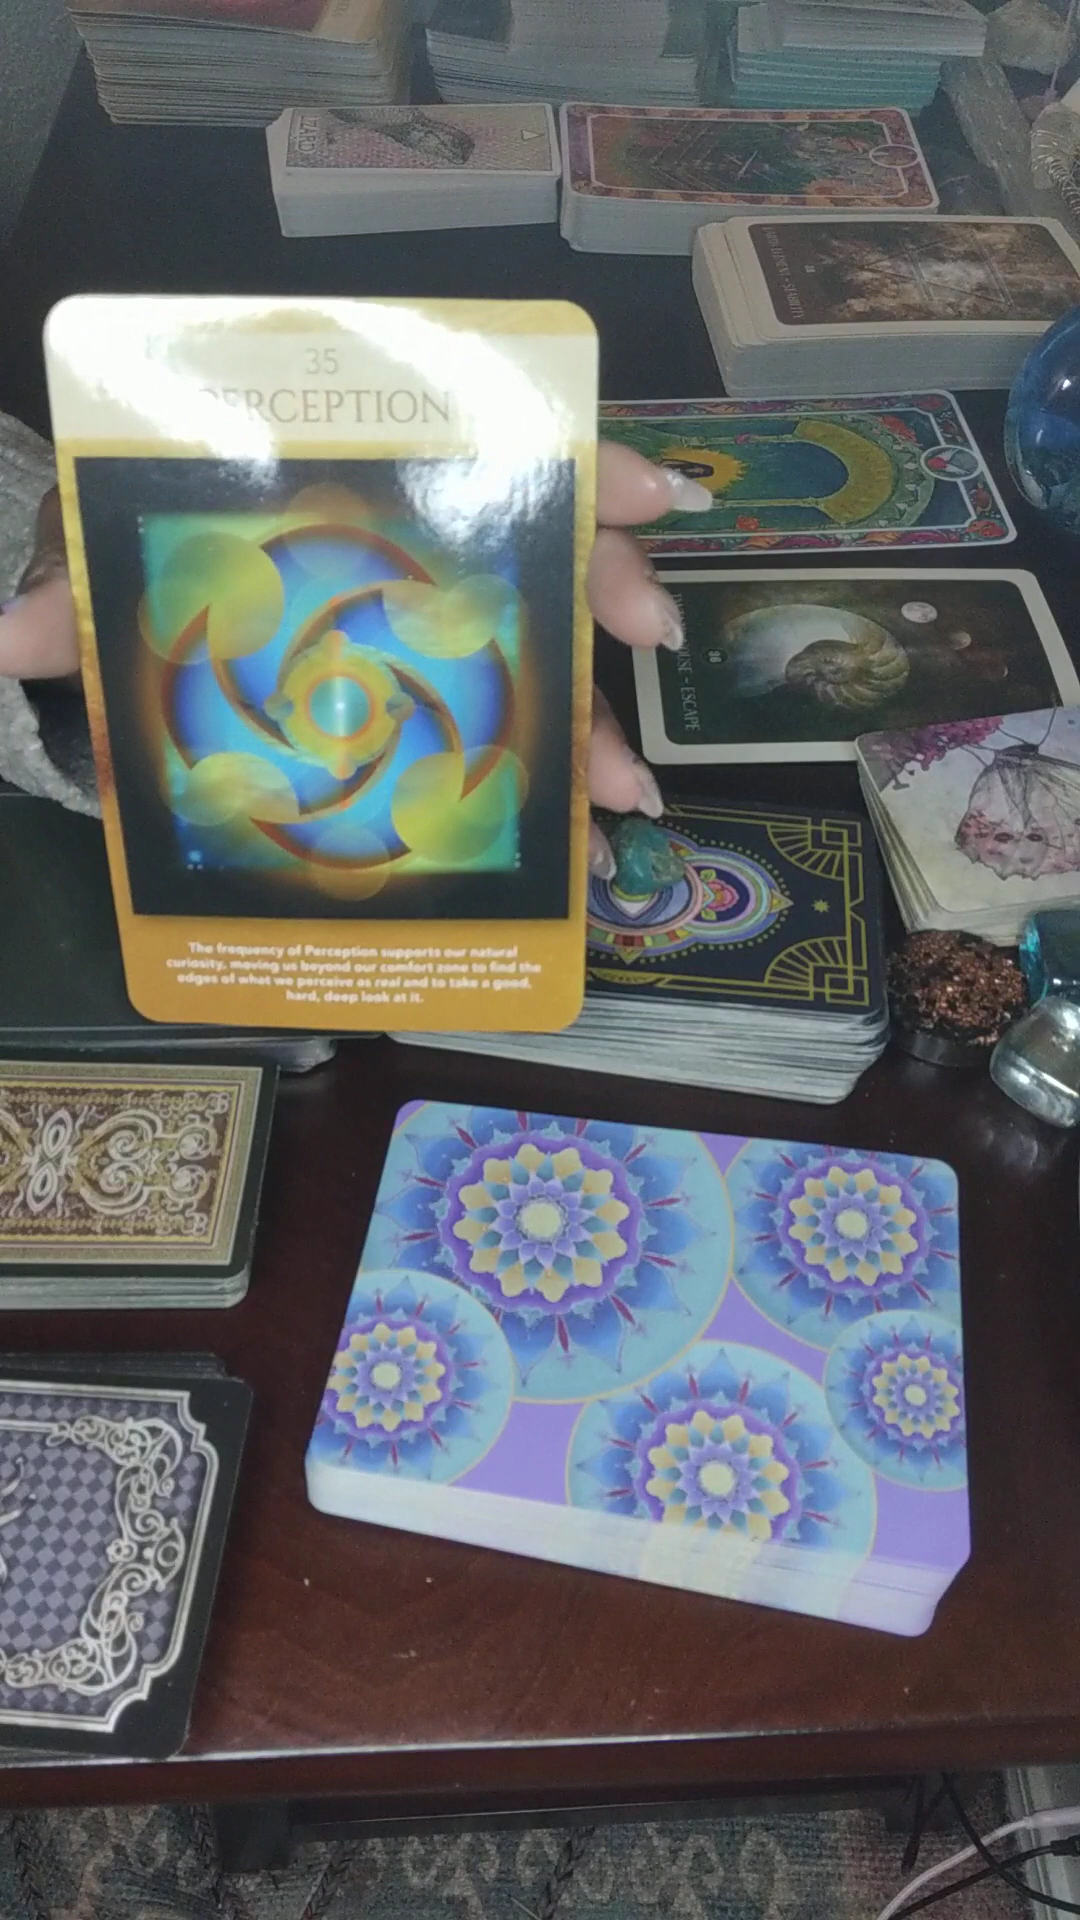 LIZARD
35
PERCEPTION
The frequency of Perception supports our natural
curiosity, moving us beyond our comfort zone to find the
edges of what we perceive as real and to take a good,
hard, deep look at it.
- ESCAPE